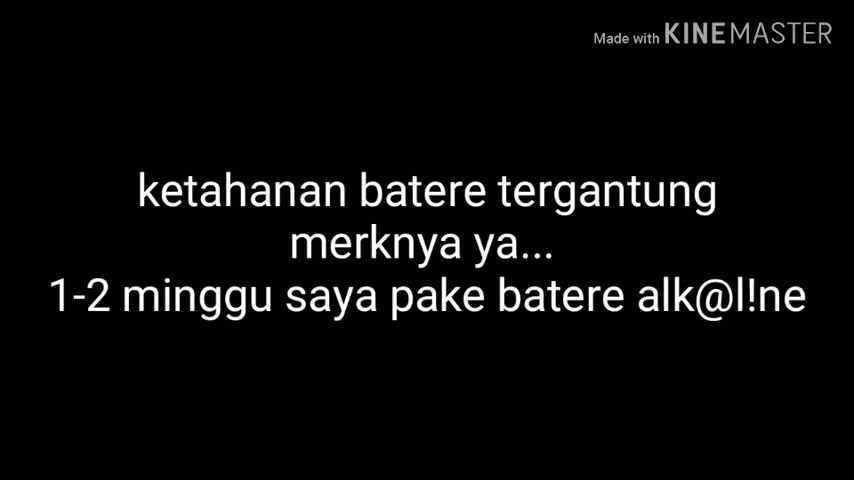 Made with KINEMASTER
ketahanan batere tergantung
merknya ya...
1-2 minggu saya pake batere alk@l!ne